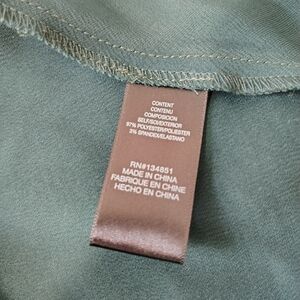 CONTENT
CONTENU
COMPOSICION
SELF/SOI/EXTERIOR
97% POLYESTER/POLIESTER
3% SPANDEX/ELASTANO
RN#134851
MADE IN CHINA
FABRIQUE EN CHINE
HECHO EN CHINA